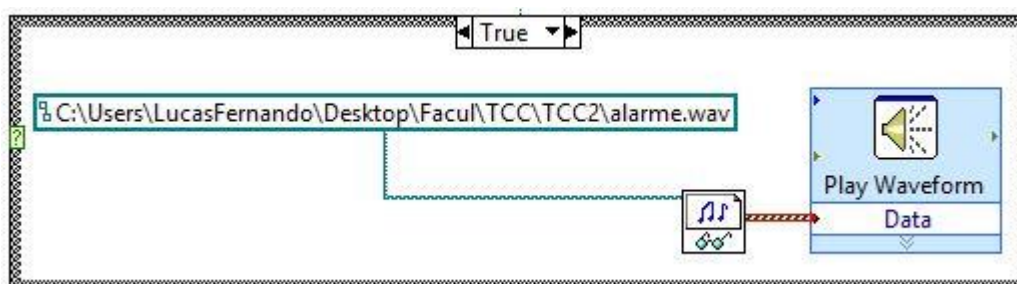 True
C:\Users\LucasFernando\Desktop\Facul\TCC\TCC2\alarme.wav
?
Play Waveform
Data